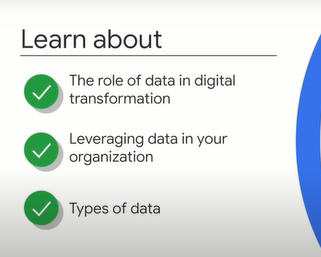 Learn about
The role of data in digital
transformation
Leveraging data in your
organization
Types of data